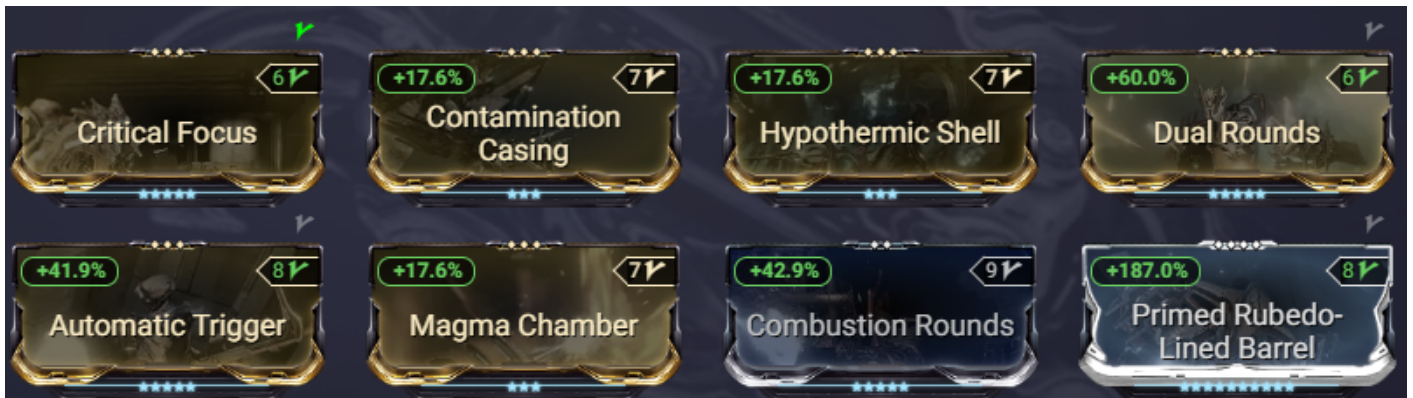 6
+17.6%
7
+17.6%
7
+60.0%
6
Critical Focus
Contamination
Casing
Hypothermic Shell
Dual Rounds
+41.9%
8
+17.6%
7
+42.9%
9
+187.0%
8
Automatic Trigger
Magma Chamber
Combustion Rounds
Primed Rubedo-
Lined Barrel